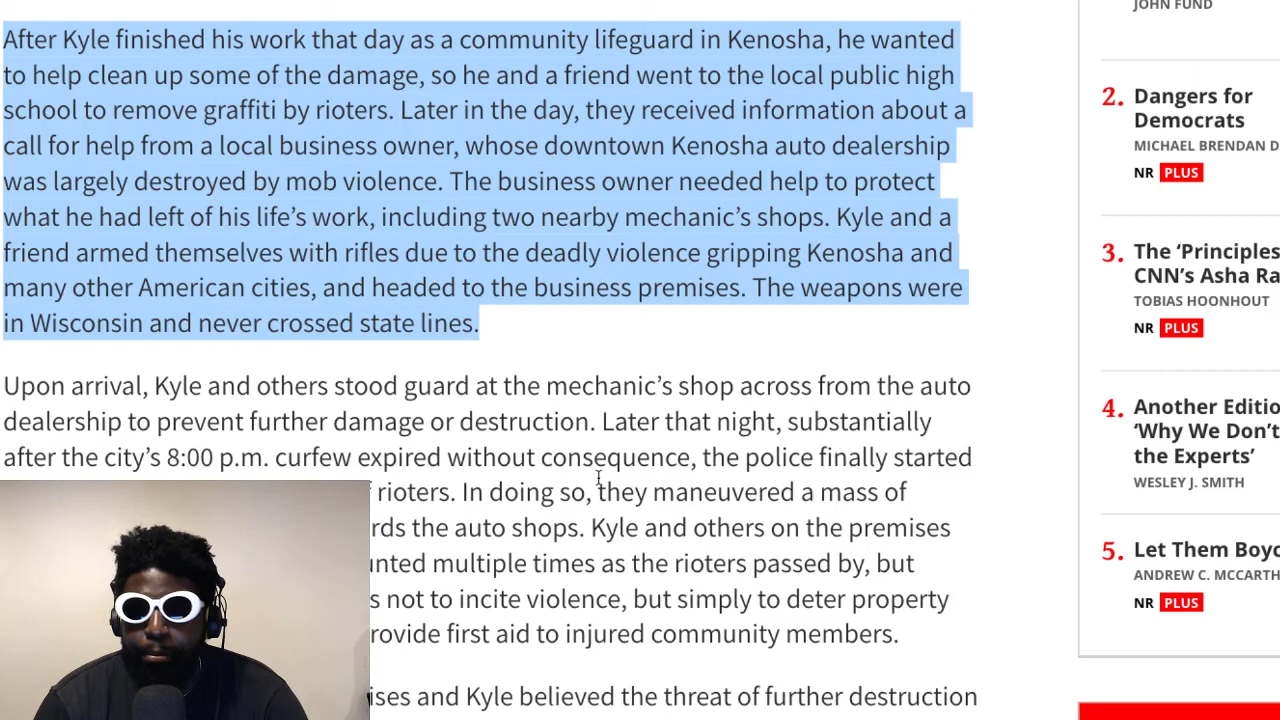 After Kyle finished his work that day as a community lifeguard in Kenosha, he wanted
to help clean up some of the damage, so he and a friend went to the local public high
school to remove graffiti by rioters. Later in the day, they received information about a
call for help from a local business owner, whose downtown Kenosha auto dealership
was largely destroyed by mob violence. The business owner needed help to protect
what he had left of his life’s work, including two nearby mechanic’s shops. Kyle and a
friend armed themselves with rifles due to the deadly violence gripping Kenosha and
many other American cities, and headed to the business premises. The weapons were
in Wisconsin and never crossed state lines.
Upon arrival, Kyle and others stood guard at the mechanic’s shop across from the auto
dealership to prevent further damage or destruction. Later that night, substantially
after the city’s 8:00 p.m. curfew expired without consequence, the police finally started
rioters. In doing so, they maneuvered a mass of
rds the auto shops. Kyle and others on the premises
unted multiple times as the rioters passed by, but
s not to incite violence, but simply to deter property
rovide first aid to injured community members.
ises and Kyle believed the threat of further destruction
JOHN FUND
2. Dangers for
Democrats
MICHAEL BRENDAN D
NR PLUS
3. The ‘Principles
CNN’s Asha Ra
TOBIAS HOONHOUT
NR PLUS
4. Another Editio
‘Why We Don’t
the Experts’
WESLEY J. SMITH
5. Let Them Boyc
ANDREW C. MCCARTH
NR PLUS